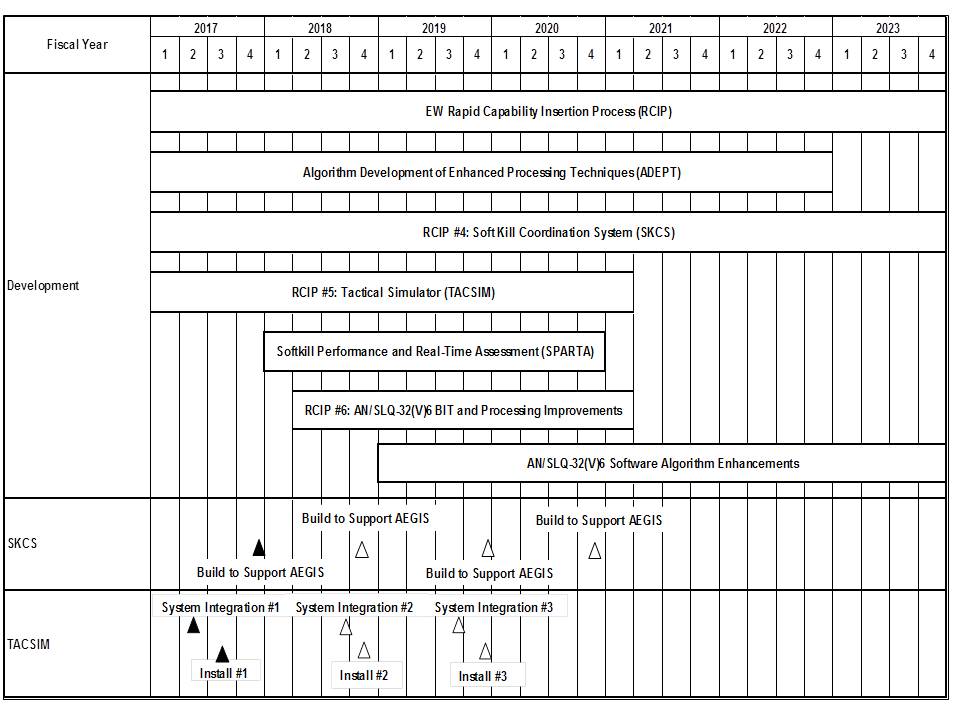 Fiscal Year
2017 2018 2019 2020 2021 2022 2023
1 2 3 4 1 2 3 4 1 2 3 4 1 2 3 4 1 2 3 4 1 2 3 4 1 2 3 4
Development
EW Rapid Capability Insertion Process (RCIP)
Algorithm Development of Enhanced Processing Techniques (ADEPT)
RCIP #4: Soft Kill Coordination System (SKCS)
RCIP #5: Tactical Simulator (TACSIM)
Softkill Performance and Real-Time Assessment (SPARTA)
RCIP #6: AN/SLQ-32(V)6 BIT and Processing Improvements
AN/SLQ-32(V)6 Software Algorithm Enhancements
SKCS
Build to Support AEGIS
Build to Support AEGIS
Build to Support AEGIS
Build to Support AEGIS
TACSIM
System Integration #1 System Integration #2 System Integration #3
Install #1 Install #2 Install #3